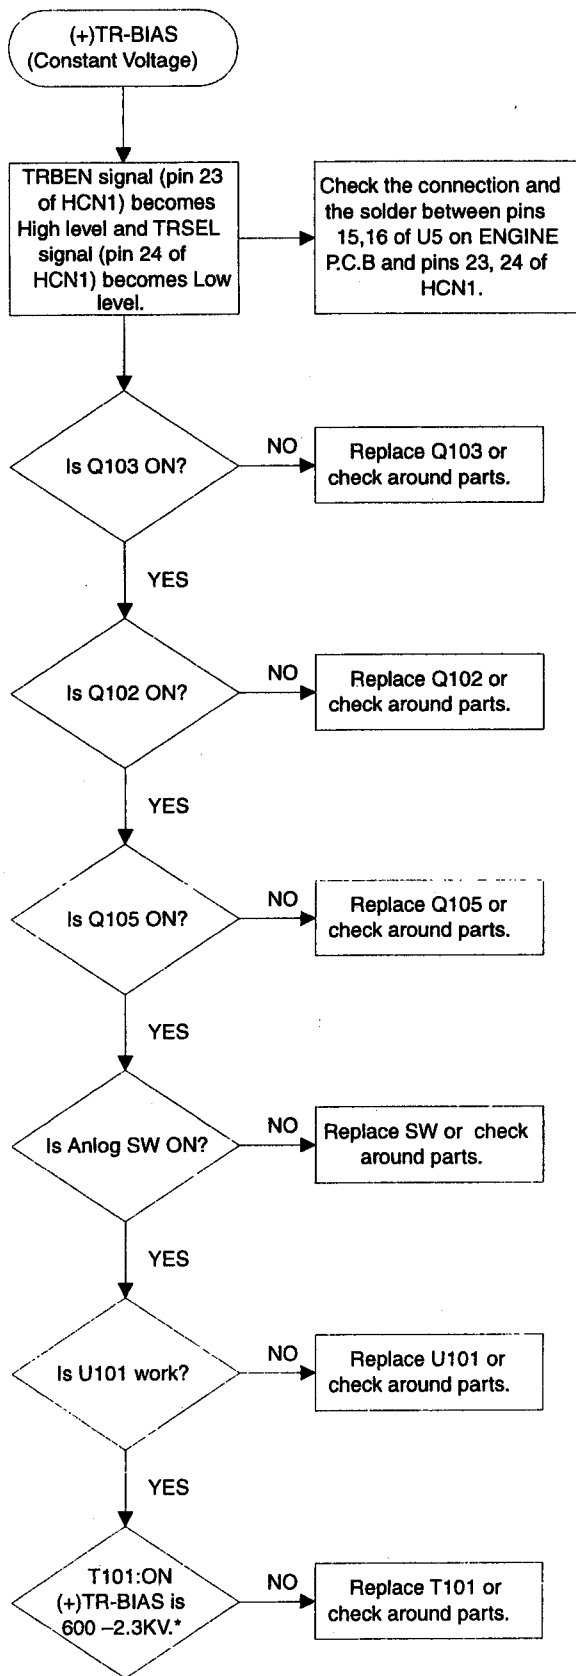 (+)TR-BIAS
(Constant Voltage)
TRBEN signal (pin 23
of HCN1) becomes
High level and TRSEL
signal (pin 24 of
HCN1) becomes Low
level.
Check the connection and
the solder between pins
15,16 of U5 on ENGINE
P.C.B and pins 23, 24 of
HCN1.
Is Q103 ON?
NO
Replace Q103 or
check around parts.
YES
Is Q102 ON?
NO
Replace Q102 or
check around parts.
YES
Is Q105 ON?
NO
Replace Q105 or
check around parts.
YES
Is Anlog SW ON?
NO
Replace SW or check
around parts.
YES
Is U101 work?
NO
Replace U101 or
check around parts.
YES
T101:ON
(+)TR-BIAS is
600 –2.3KV.*
NO
Replace T101 or
check around parts.